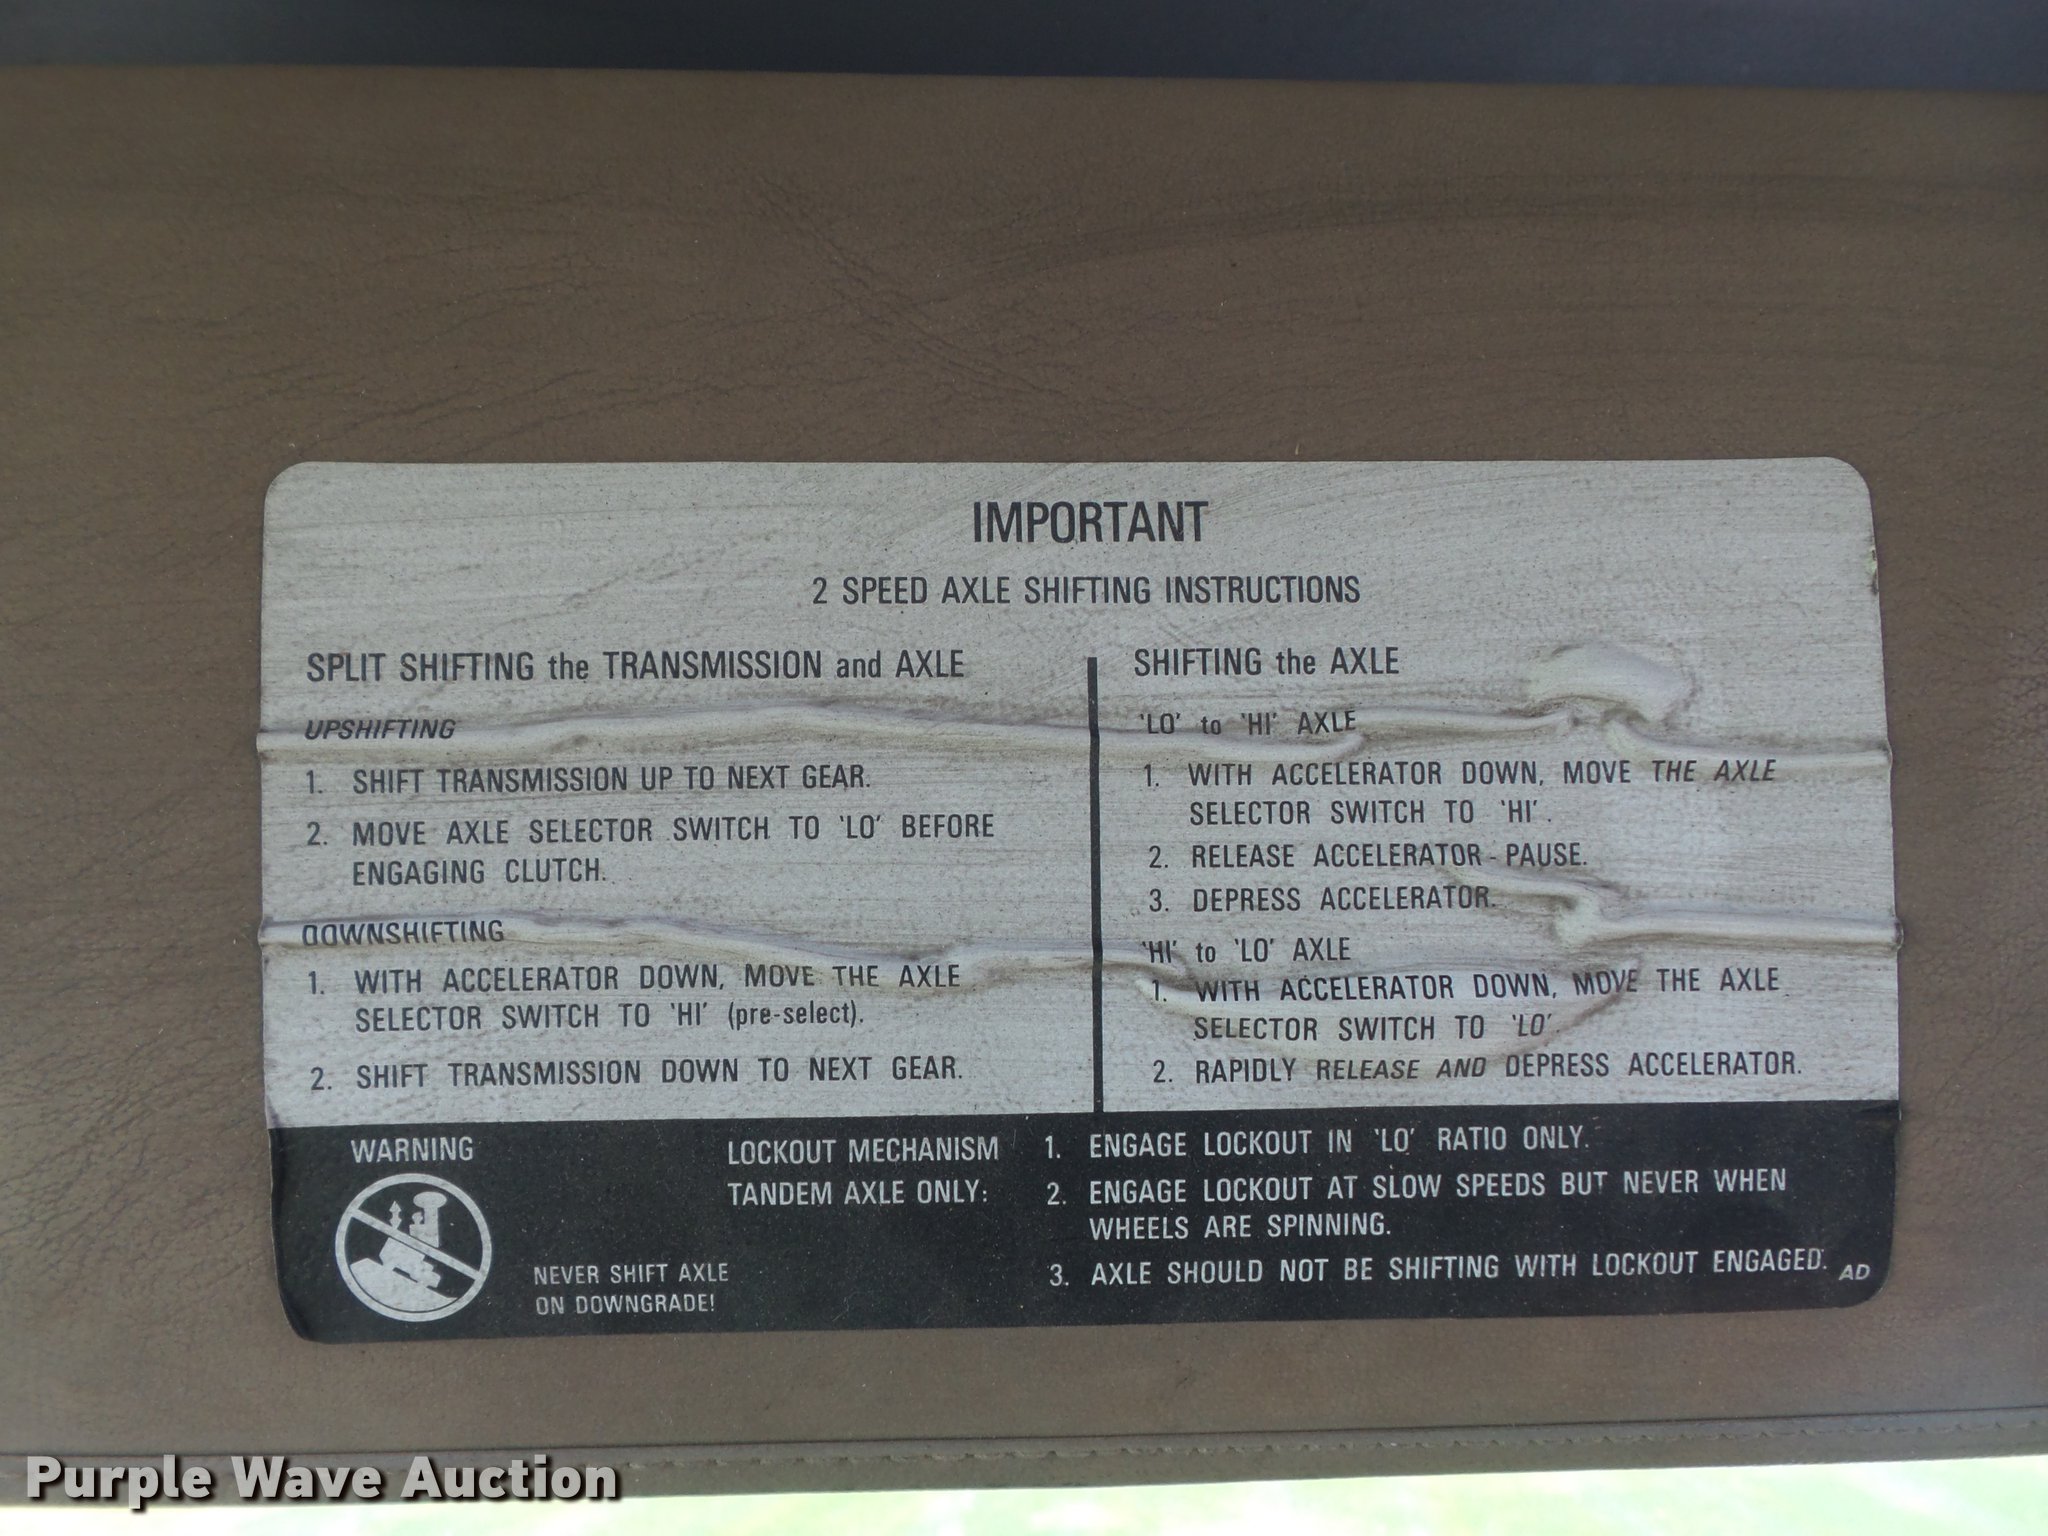 IMPORTANT
2 SPEED AXLE SHIFTING INSTRUCTIONS
SPLIT SHIFTING the TRANSMISSION and AXLE
UPSHIFTING
1. SHIFT TRANSMISSION UP TO NEXT GEAR.
2. MOVE AXLE SELECTOR SWITCH TO 'LO' BEFORE
ENGAGING CLUTCH.
DOWNSHIFTING
1. WITH ACCELERATOR DOWN, MOVE THE AXLE
SELECTOR SWITCH TO 'HI' (pre-select).
2. SHIFT TRANSMISSION DOWN TO NEXT GEAR.
SHIFTING the AXLE
'LO' to 'HI' AXLE
1. WITH ACCELERATOR DOWN, MOVE THE AXLE
SELECTOR SWITCH TO 'HI'.
2. RELEASE ACCELERATOR - PAUSE.
3. DEPRESS ACCELERATOR.
'HI' to 'LO' AXLE
1. WITH ACCELERATOR DOWN, MOVE THE AXLE
SELECTOR SWITCH TO 'LO'.
2. RAPIDLY RELEASE AND DEPRESS ACCELERATOR.
WARNING
NEVER SHIFT AXLE
ON DOWNGRADE!
LOCKOUT MECHANISM
TANDEM AXLE ONLY:
1. ENGAGE LOCKOUT IN 'LO' RATIO ONLY.
2. ENGAGE LOCKOUT AT SLOW SPEEDS BUT NEVER WHEN
WHEELS ARE SPINNING.
3. AXLE SHOULD NOT BE SHIFTING WITH LOCKOUT ENGAGED.
AD
Purple Wave Auction